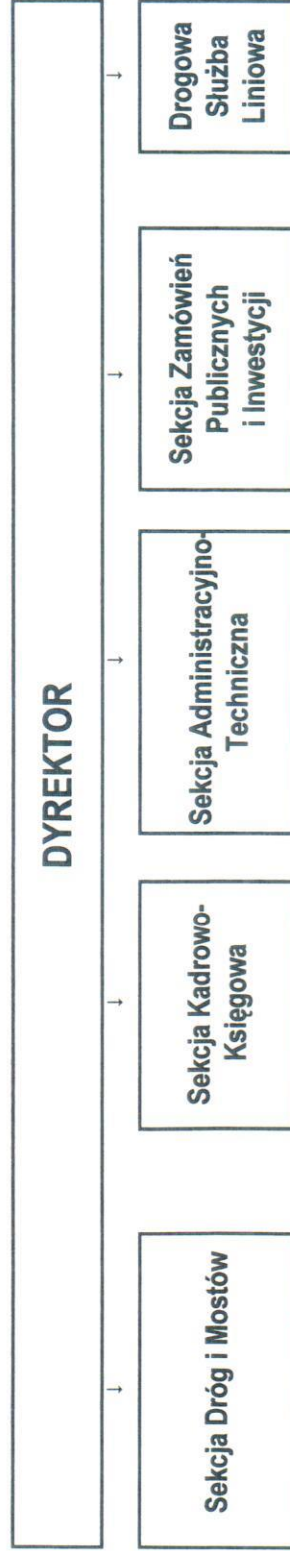 DYREKTOR
Sekcja Dróg i Mostów
Sekcja Kadrowo-
Księgowa
Sekcja Administracyjno-
Techniczna
Sekcja Zamówień
Publicznych
i Inwestycji
Drogowa
Służba
Liniowa